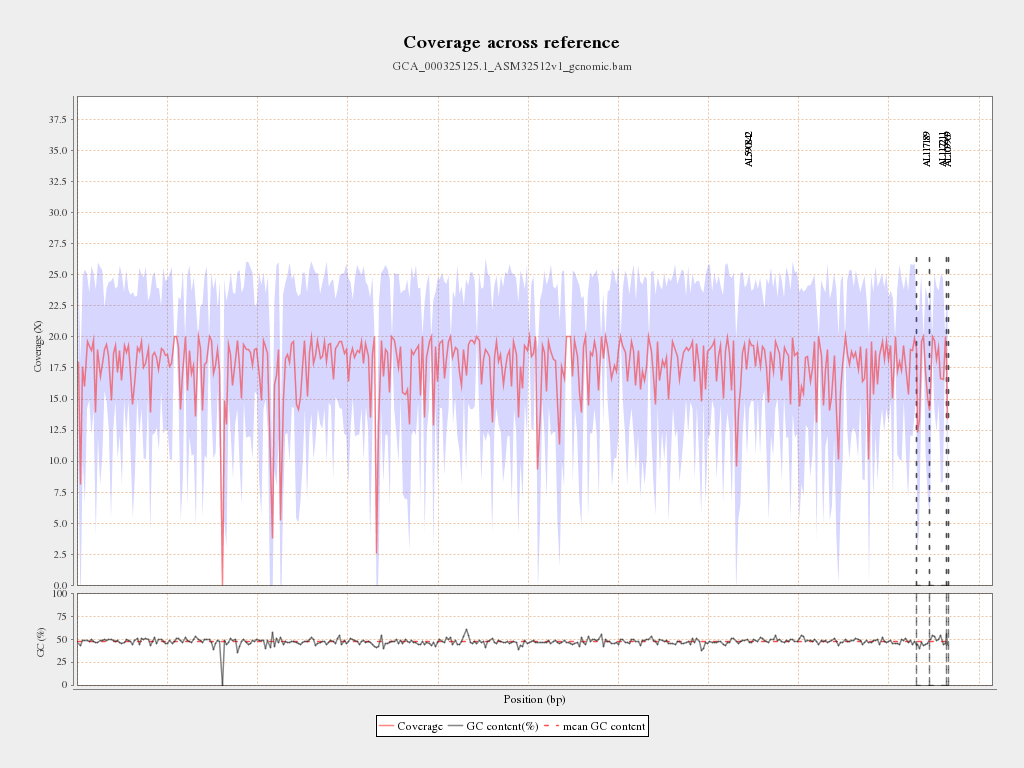 Coverage across reference
GCA_000325125.1_ASM32512v1_genomic.bam
37.5
35.0
32.5
30.0
27.5
25.0
22.5
20.0
17.5
15.0
12.5
10.0
7.5
5.0
2.5
0.0
Coverage (X)
AL590842
AL117189
AL117211
AL109969
100
75
50
25
0
GC (%)
Position (bp)
Coverage GC content(%) mean GC content